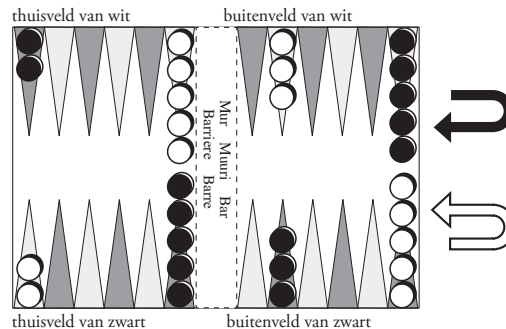 thuisveld van wit
buitenveld van wit
Mur Muuri Bar
Barriere Barre
thuisveld van zwart
buitenveld van zwart